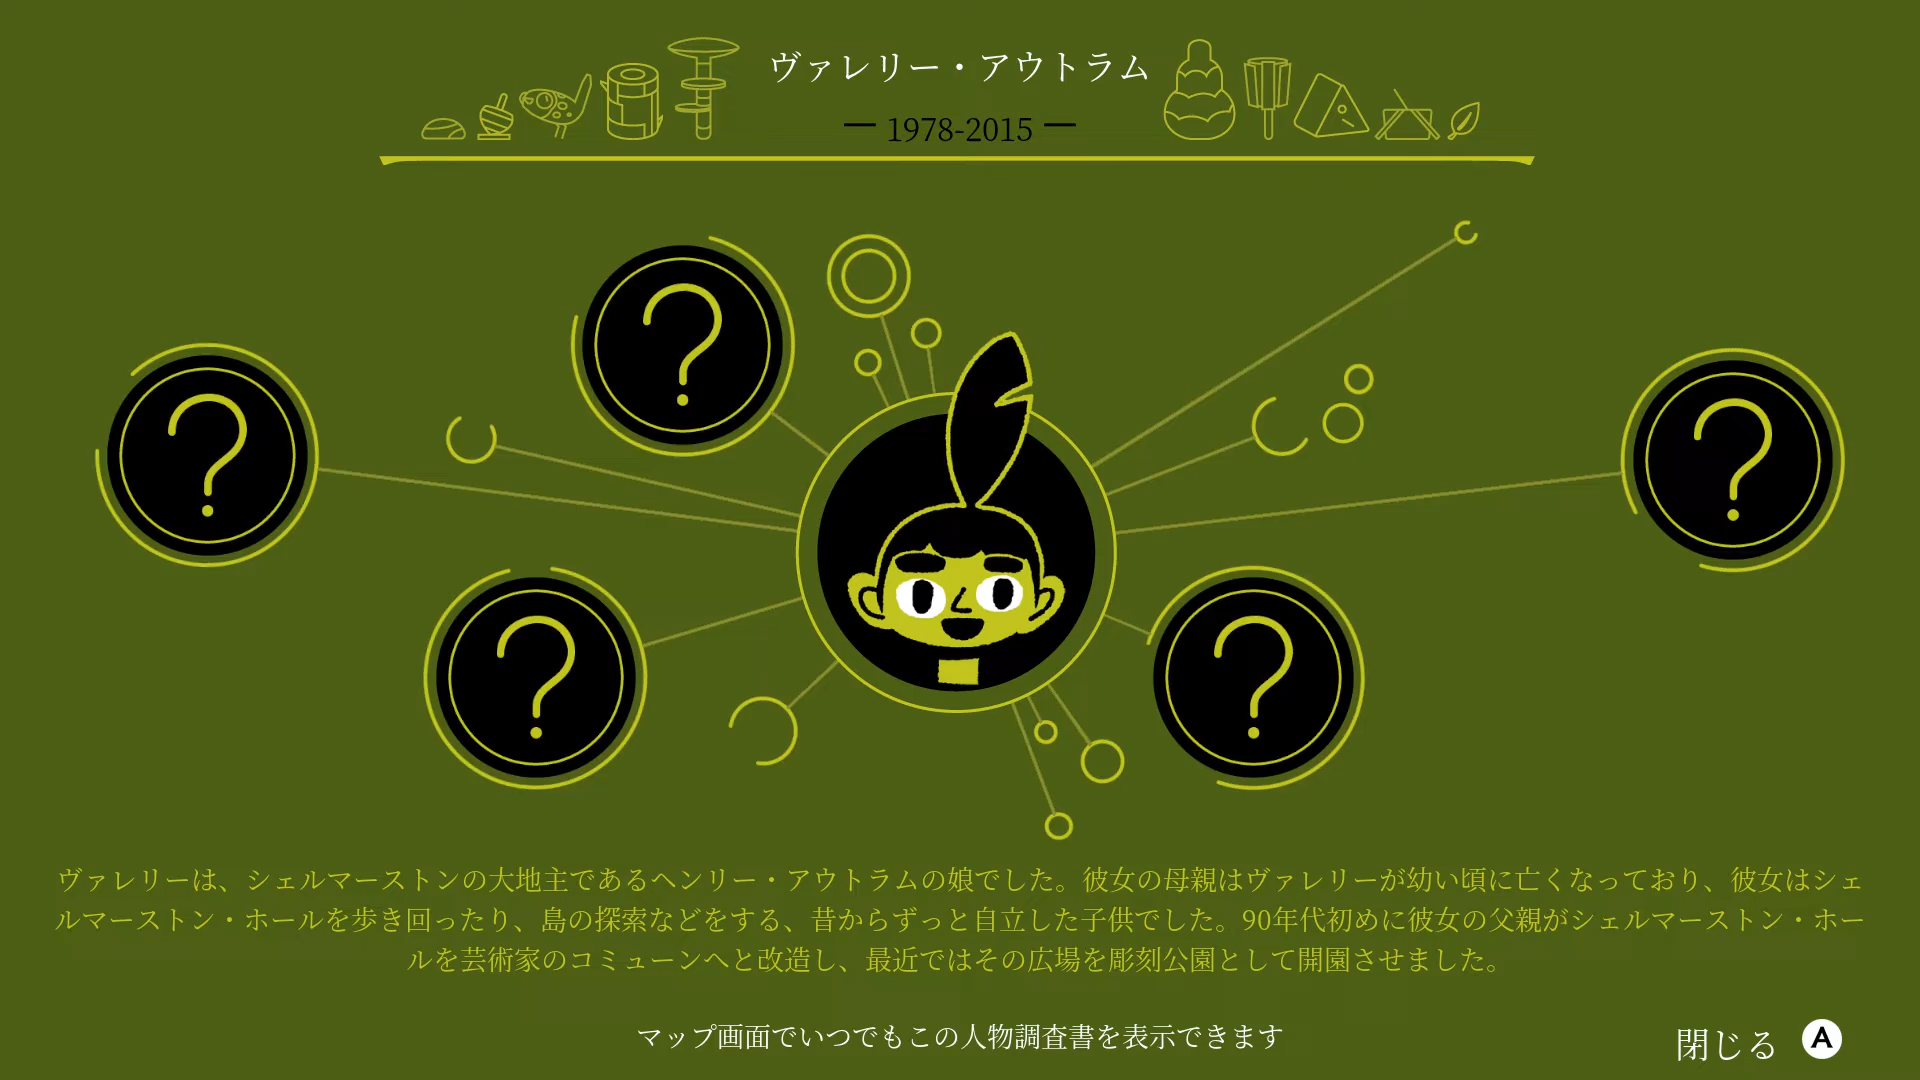 ヴァレリー・アウトラム
1978-2015
ヴァレリーは、シェルマーストンの大地主であるヘンリー・アウトラムの娘でした。彼女の母親はヴァレリーが幼い頃に亡くなっており、彼女はシェ
ルマーストン・ホールを歩き回ったり、島の探索などをする、昔からずっと自立した子供でした。90年代初めに彼女の父親がシェルマーストン・ホー
ルを芸術家のコミューンへと改造し、最近ではその広場を彫刻公園として開園させました。
マップ画面でいつでもこの人物調査書を表示できます
閉じる A